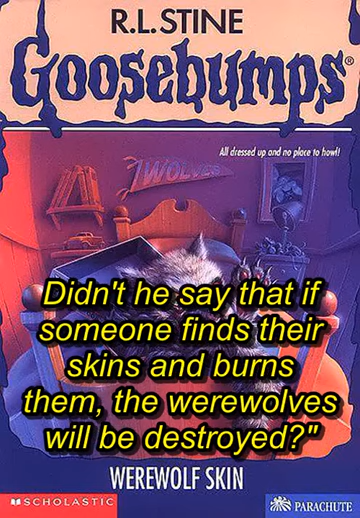 R.L. STINE
Goosebumps®
All dressed up and no place to howl!
WOLVES
Didn't he say that if
someone finds their
skins and burns
them, the werewolves
will be destroyed?"
WEREWOLF SKIN
SCHOLASTIC
PARACHUTE